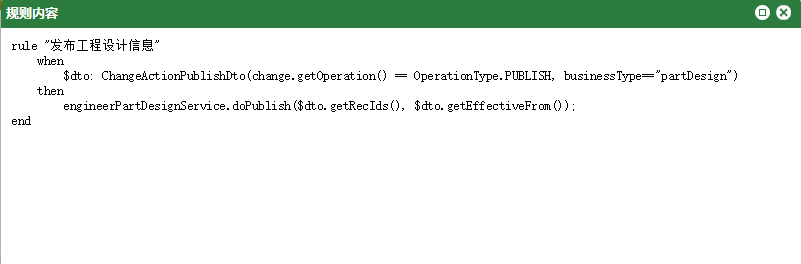 规则内容
rule "发布工程设计信息"
when
$dto: ChangeActionPublishDto(change.getOperation() == OperationType.PUBLISH, businessType=="partDesign")
then
engineerPartDesignService.doPublish($dto.getRecIds(), $dto.getEffectiveFrom());
end